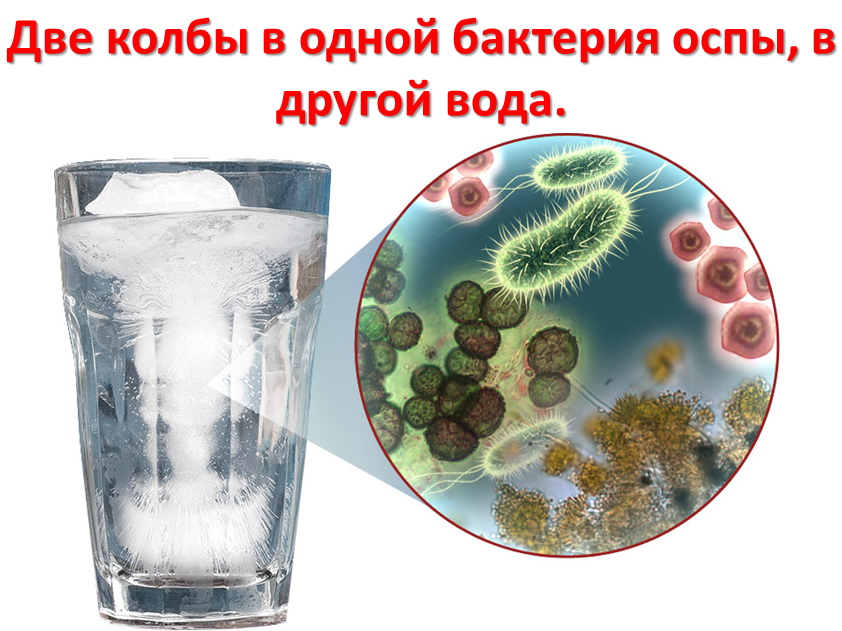 Две колбы в одной бактерия оспы, в
другой вода.